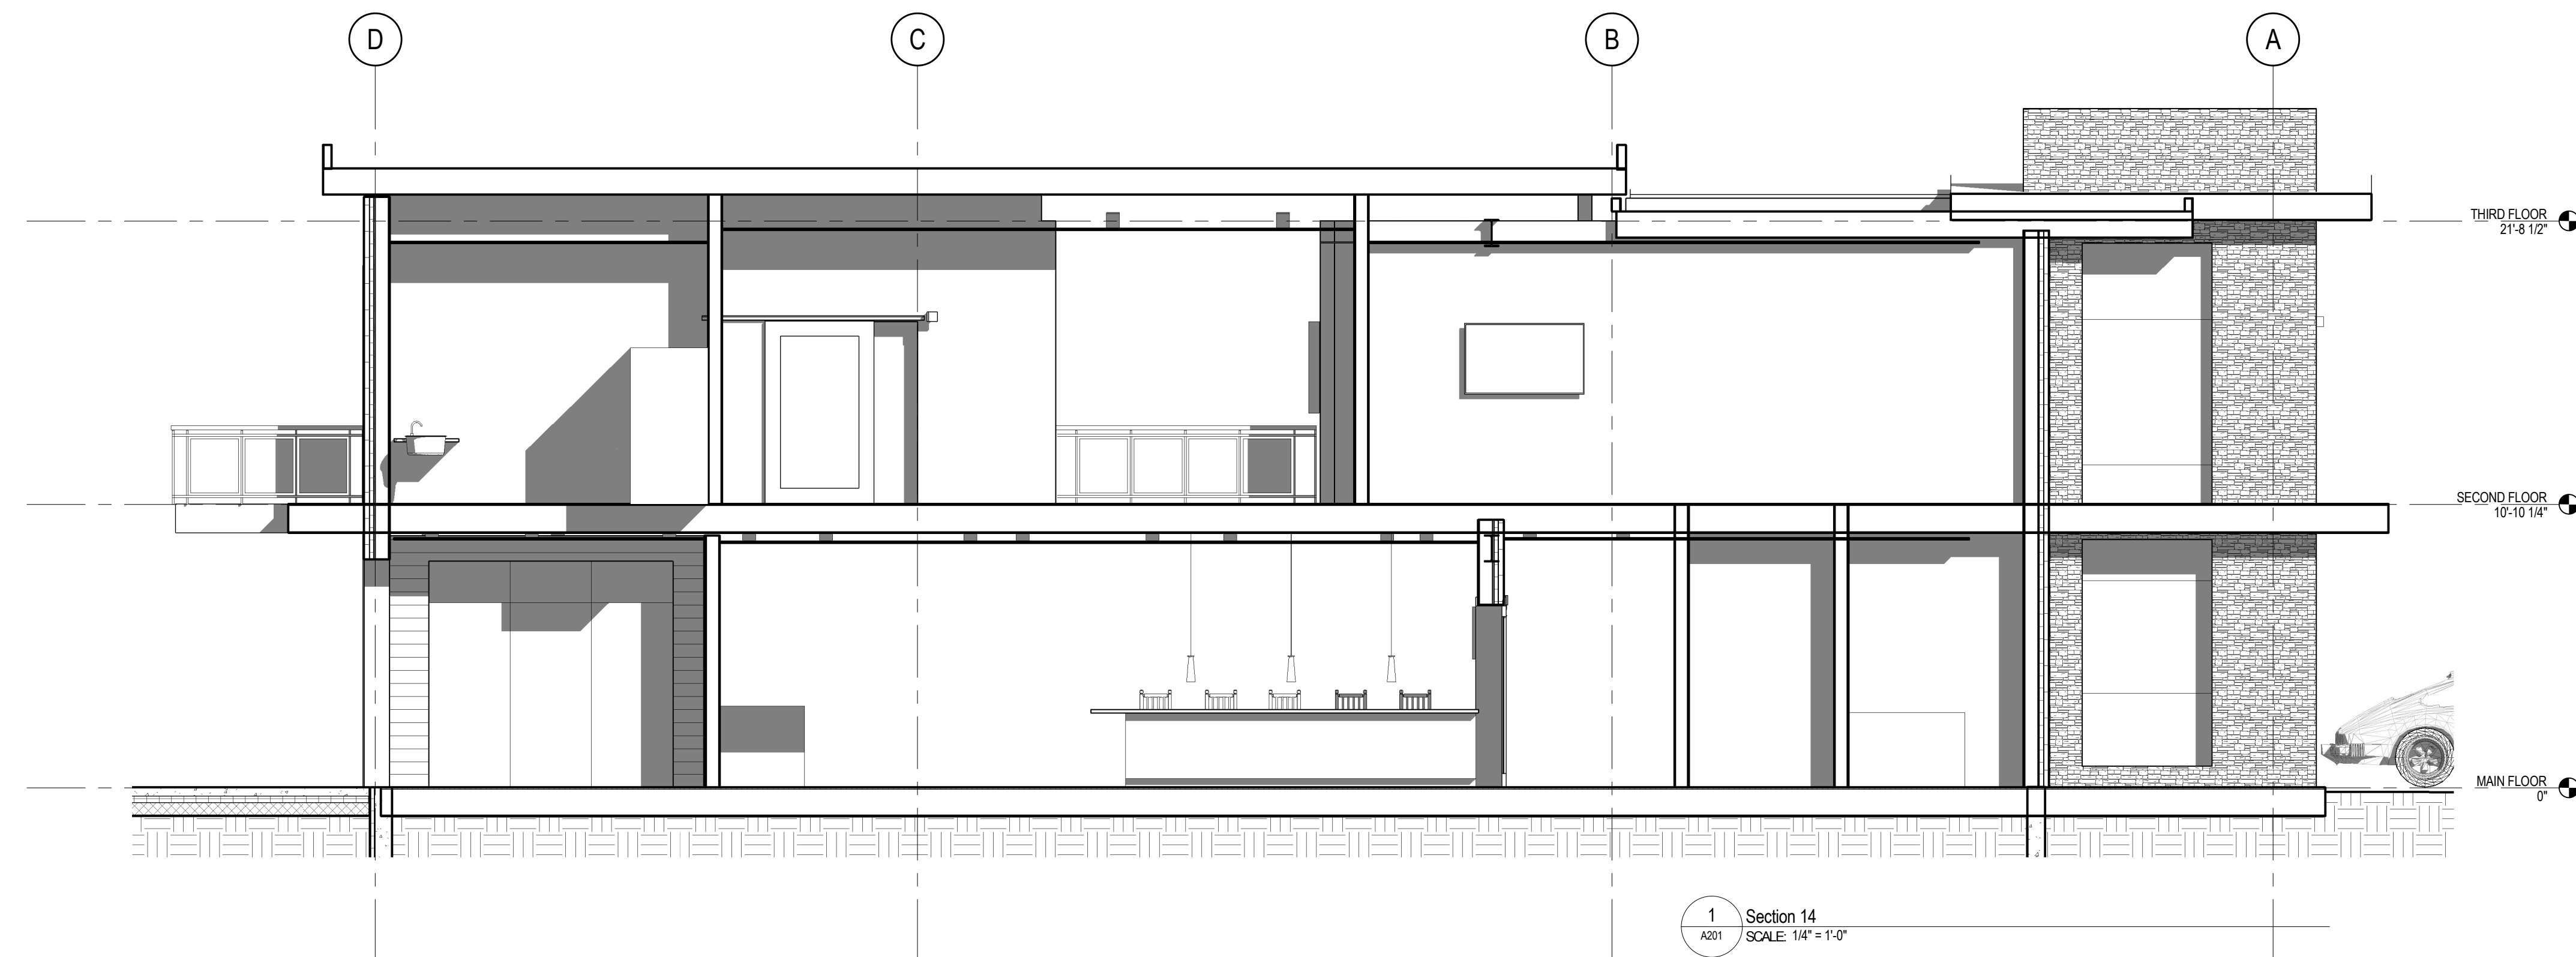 D
C
B
A
THIRD FLOOR
21'-8 1/2"
SECOND FLOOR
10'-10 1/4"
MAIN FLOOR
0"
1
A201
Section 14
SCALE: 1/4" = 1'-0"